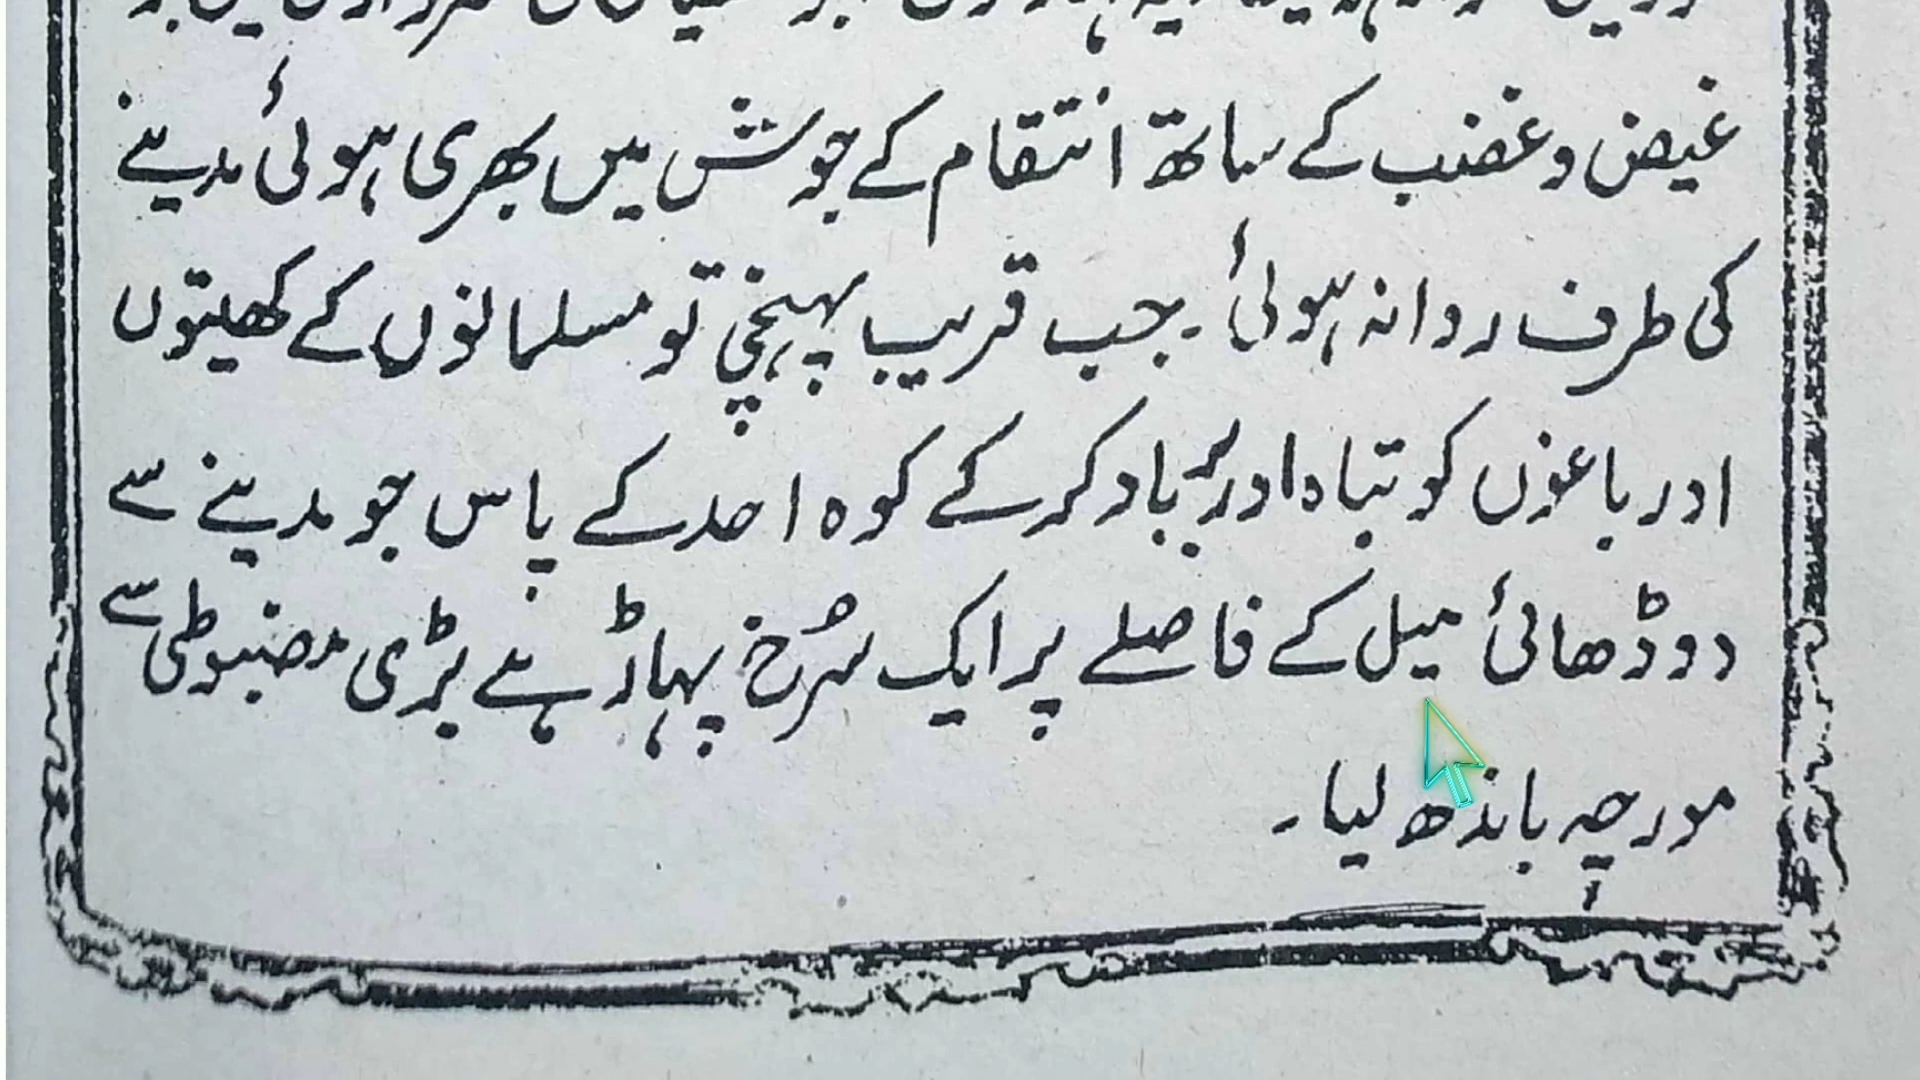 غیض و غضب کے ساتھ انتقام کے جوش میں بھری ہوئی مدینے
کی طرف روانہ ہوئی۔ جب قریب پہنچی تو مسلمانوں کے کھیتوں
اور باغوں کو تباہ اور برباد کر کے کوہ احد کے پاس جو مدینے سے
دو ڈھائی میل کے فاصلے پر ایک سُرخ پہاڑ ہے بڑی مضبوطی سے
مورچہ باندھ لیا۔